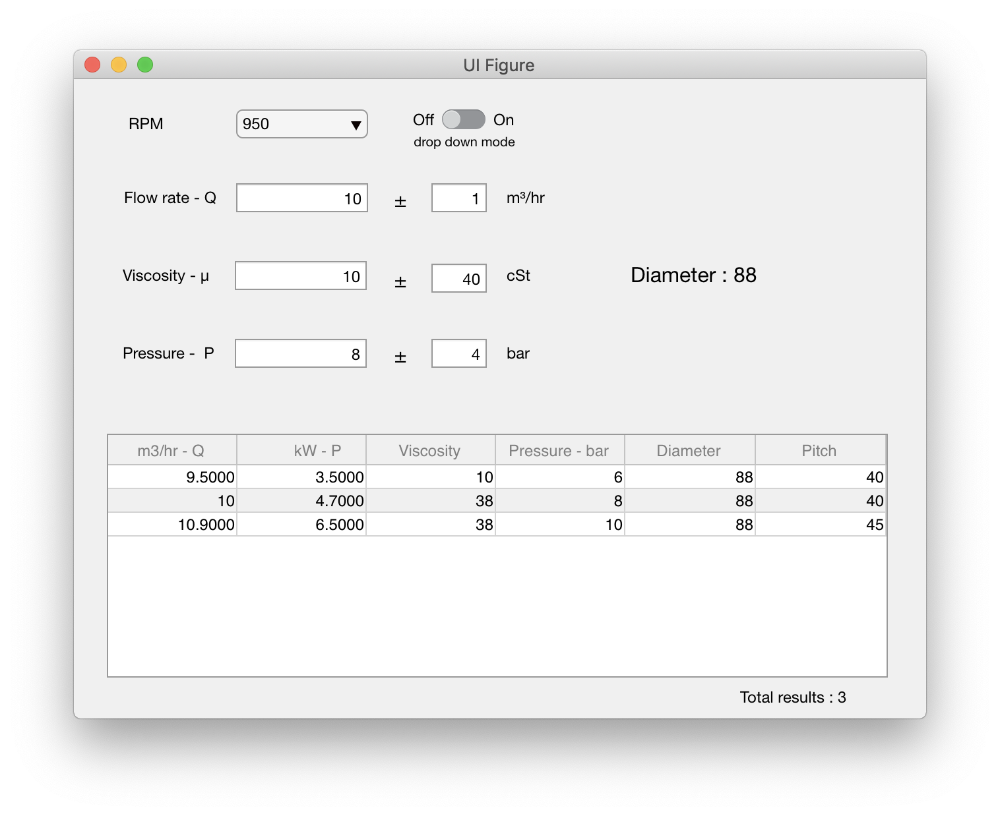 UI Figure
RPM 950 ▼ Off On
drop down mode
Flow rate - Q 10 ± 1 m³/hr
Viscosity - µ 10 ± 40 cSt Diameter : 88
Pressure - P 8 ± 4 bar
m3/hr - Q kW - P Viscosity Pressure - bar Diameter Pitch
9.5000 3.5000 10 6 88 40
10 4.7000 38 8 88 40
10.9000 6.5000 38 10 88 45
Total results : 3